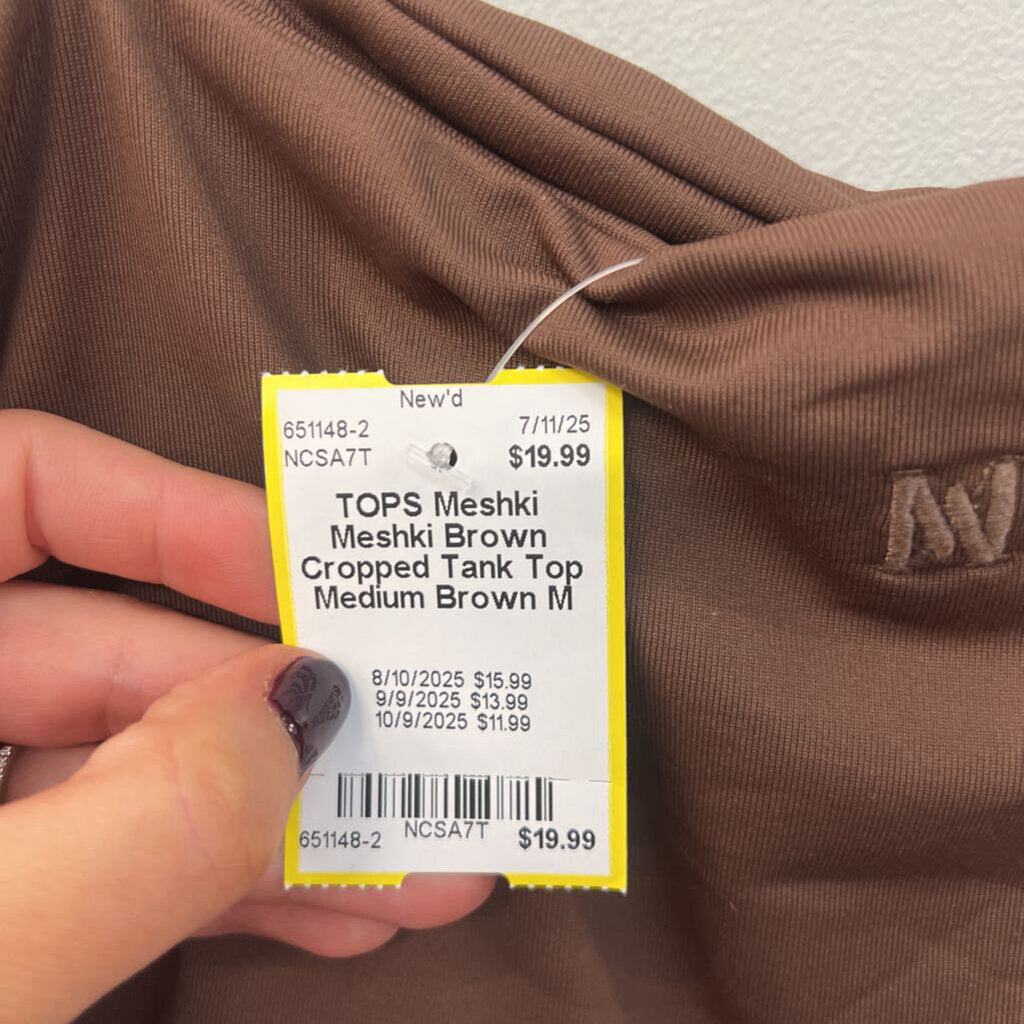 New'd
651148-2 7/11/25
NCSA7T $19.99
TOPS Meshki
Meshki Brown
Cropped Tank Top
Medium Brown M
8/10/2025 $15.99
9/9/2025 $13.99
10/9/2025 $11.99
651148-2 NCSA7T $19.99